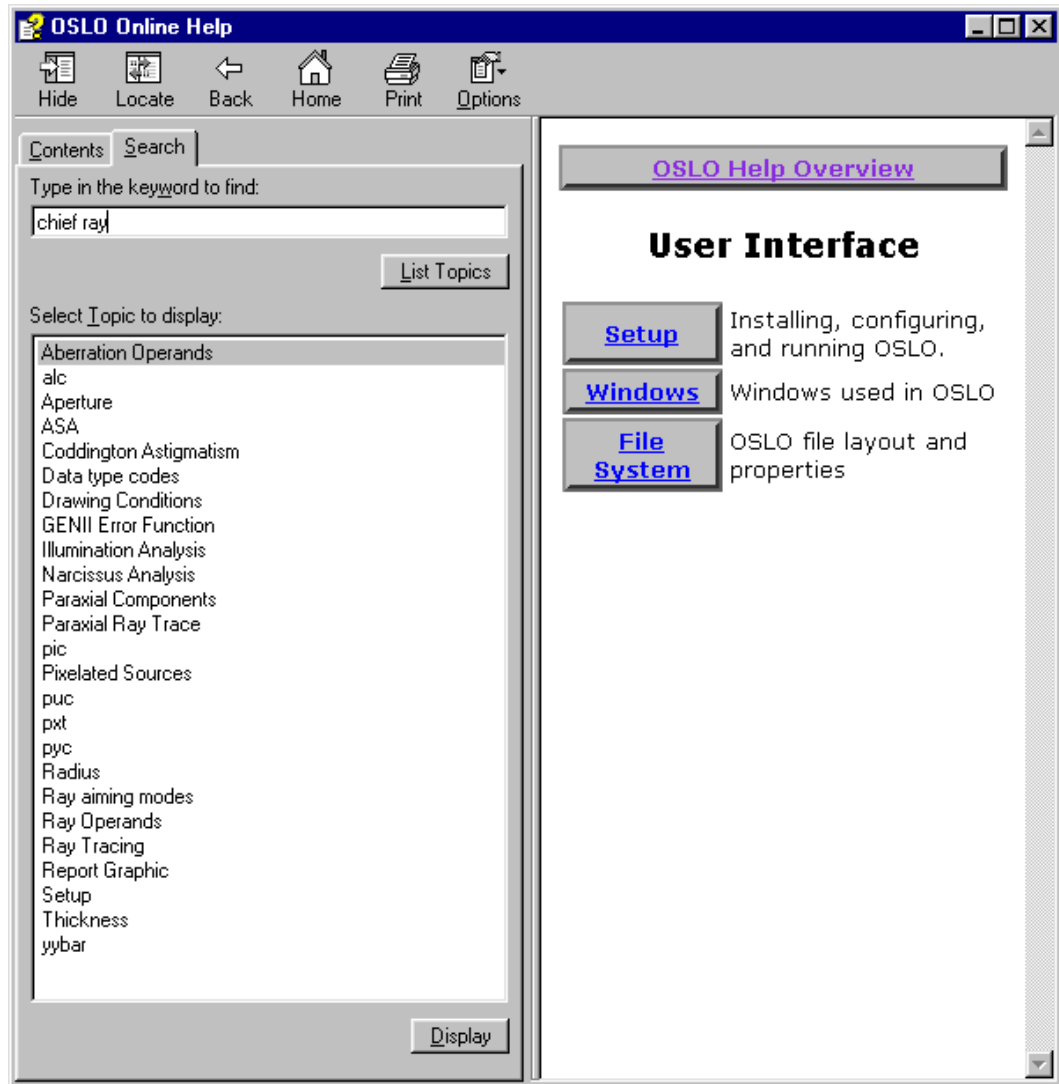 OSLO Online Help
Hide Locate Back Home Print Options
Contents Search
Type in the keyword to find:
chief ray
List Topics
Select Topic to display:
Aberration Operands
alc
Aperture
ASA
Coddington Astigmatism
Data type codes
Drawing Conditions
GENII Error Function
Illumination Analysis
Narcissus Analysis
Paraxial Components
Paraxial Ray Trace
pic
Pixelated Sources
puc
pxt
pyc
Radius
Ray aiming modes
Ray Operands
Ray Tracing
Report Graphic
Setup
Thickness
yybar
Display
OSLO Help Overview
User Interface
Setup
Installing, configuring,
and running OSLO.
Windows
Windows used in OSLO
File
System
OSLO file layout and
properties